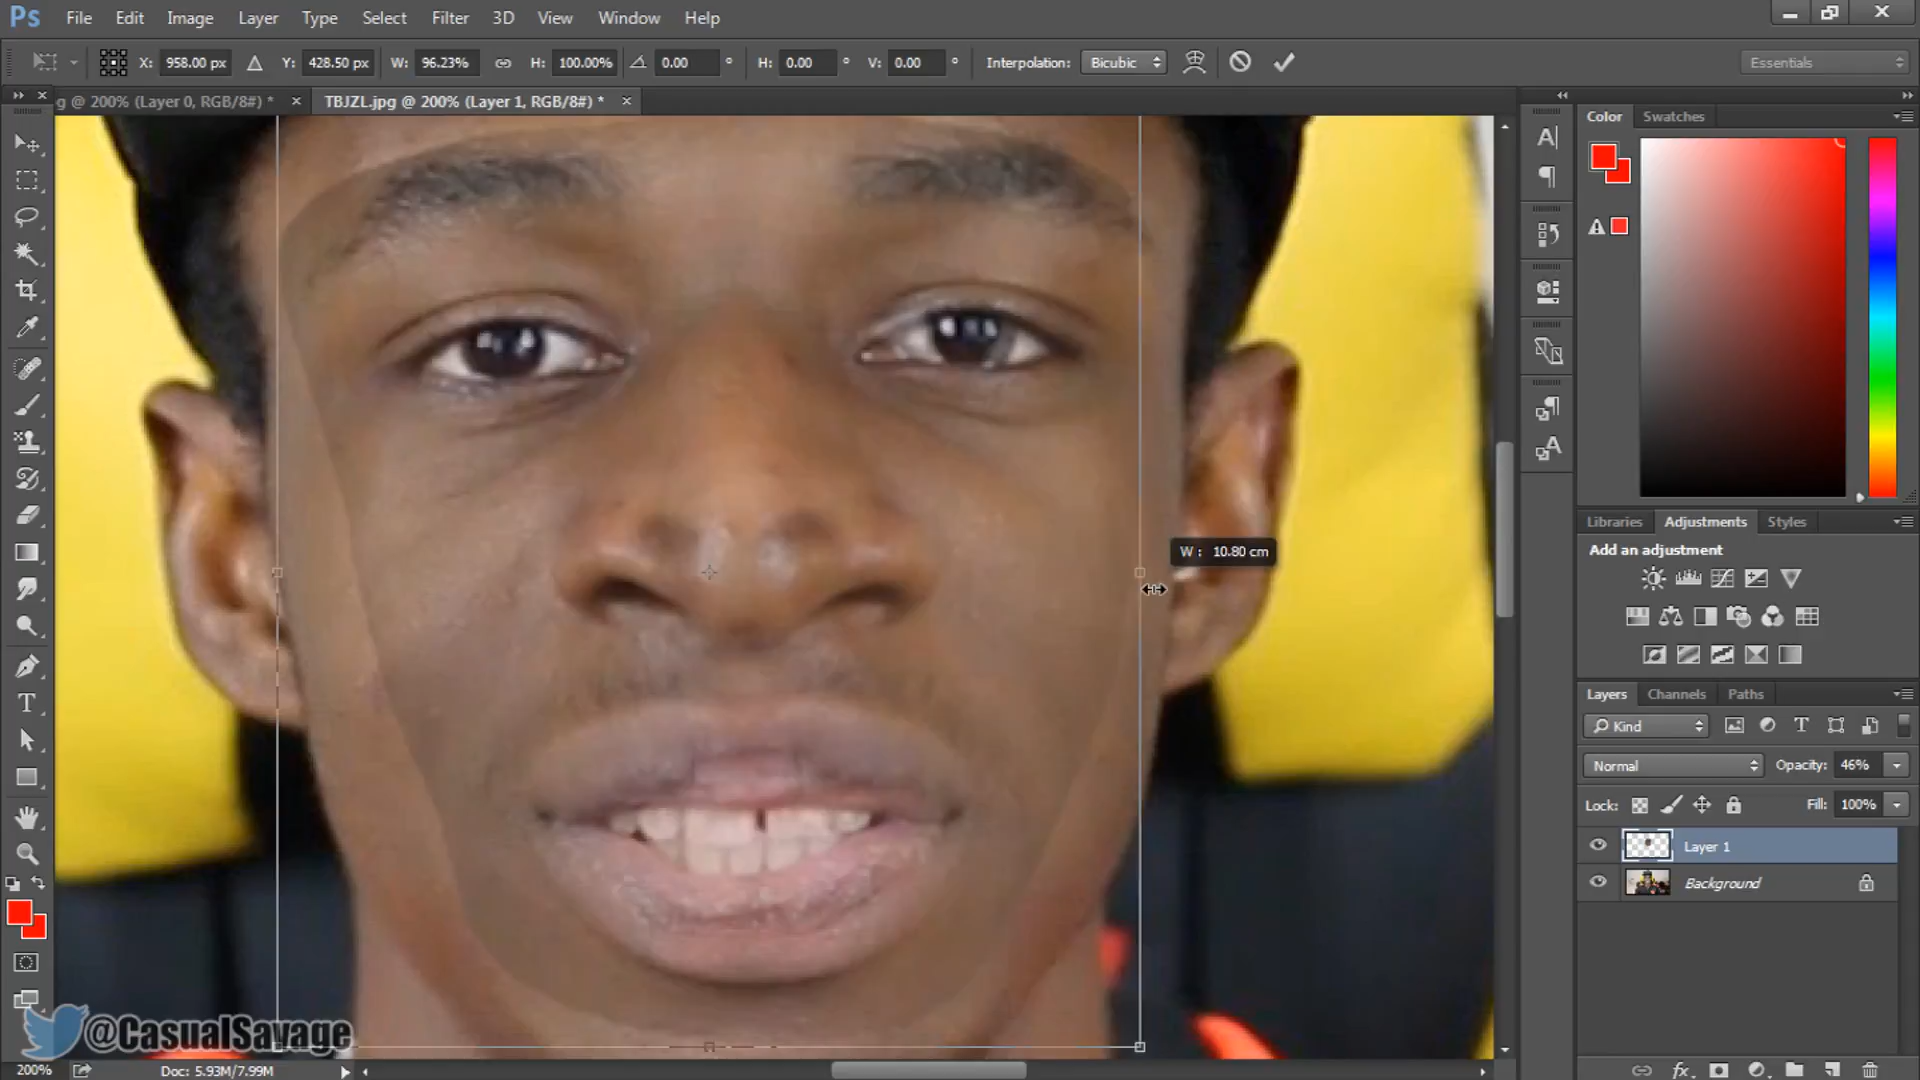 Ps File Edit Image Layer Type Select Filter 3D View Window Help
X: 958.00 px Y: 428.50 px W: 96.23% H: 100.00% 0.00 ° H: 0.00 ° V: 0.00 ° Interpolation: Bicubic Essentials
g @ 200% (Layer 0, RGB/8#) * × TBJZL.jpg @ 200% (Layer 1, RGB/8#) * ×
Color Swatches
W : 10.80 cm
Libraries Adjustments Styles
Add an adjustment
Layers Channels Paths
Kind
Normal Opacity: 46%
Lock: Fill: 100%
Layer 1
Background
@CasualSavage
200% Doc: 5.93M/7.99M